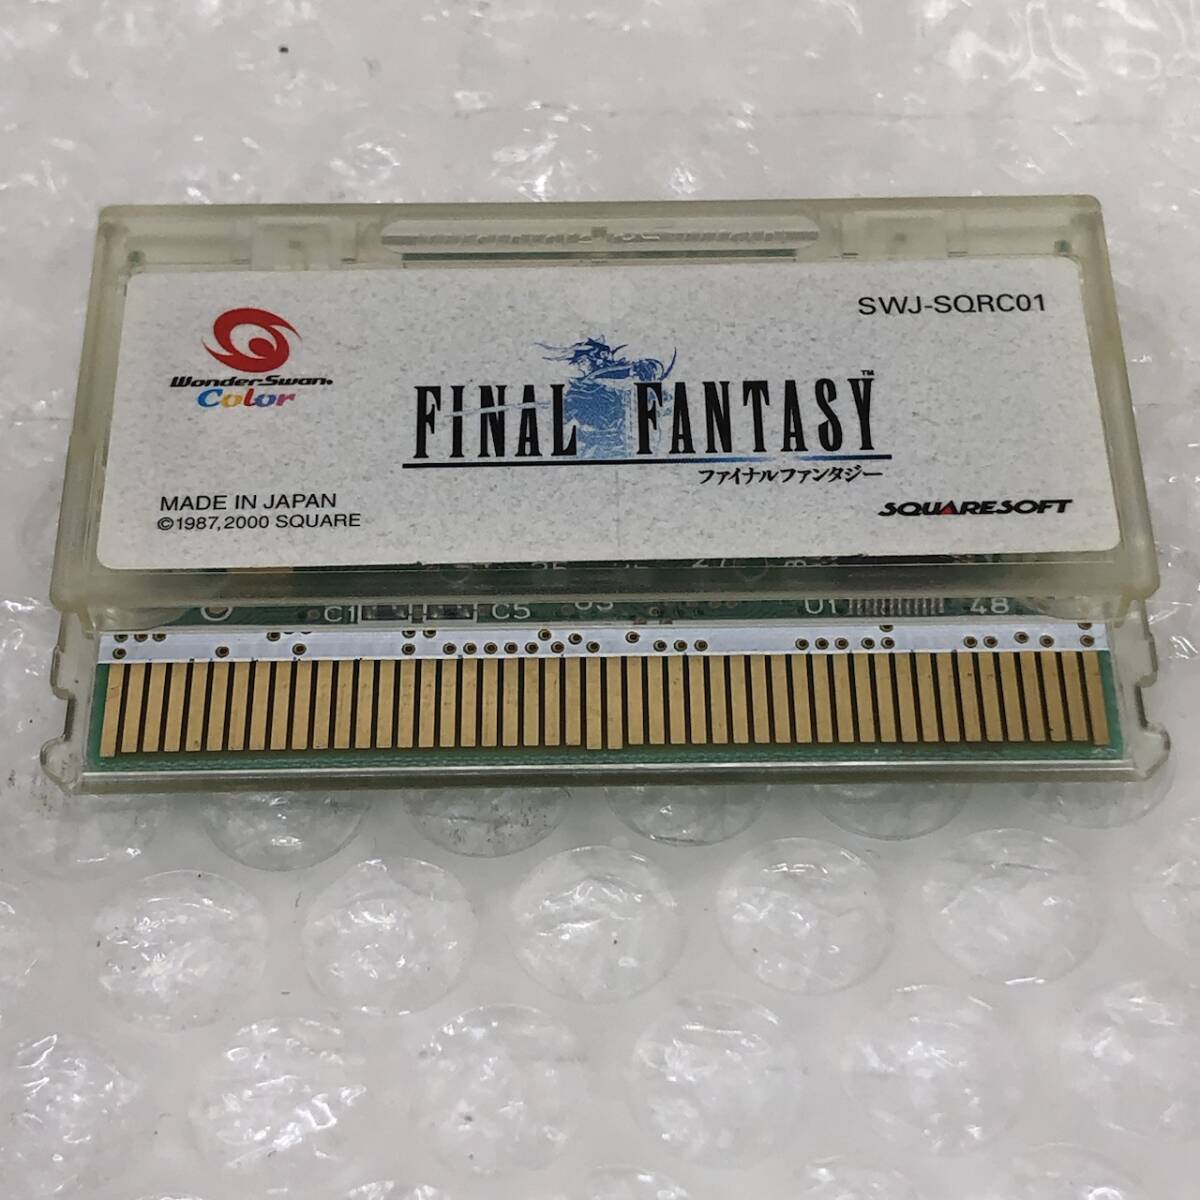 SWJ-SQRC01
WonderSwan
Color
FINAL FANTASY™
ファイナルファンタジー
MADE IN JAPAN
©1987,2000 SQUARE
SQUARESOFT
C1
C5
U1
48